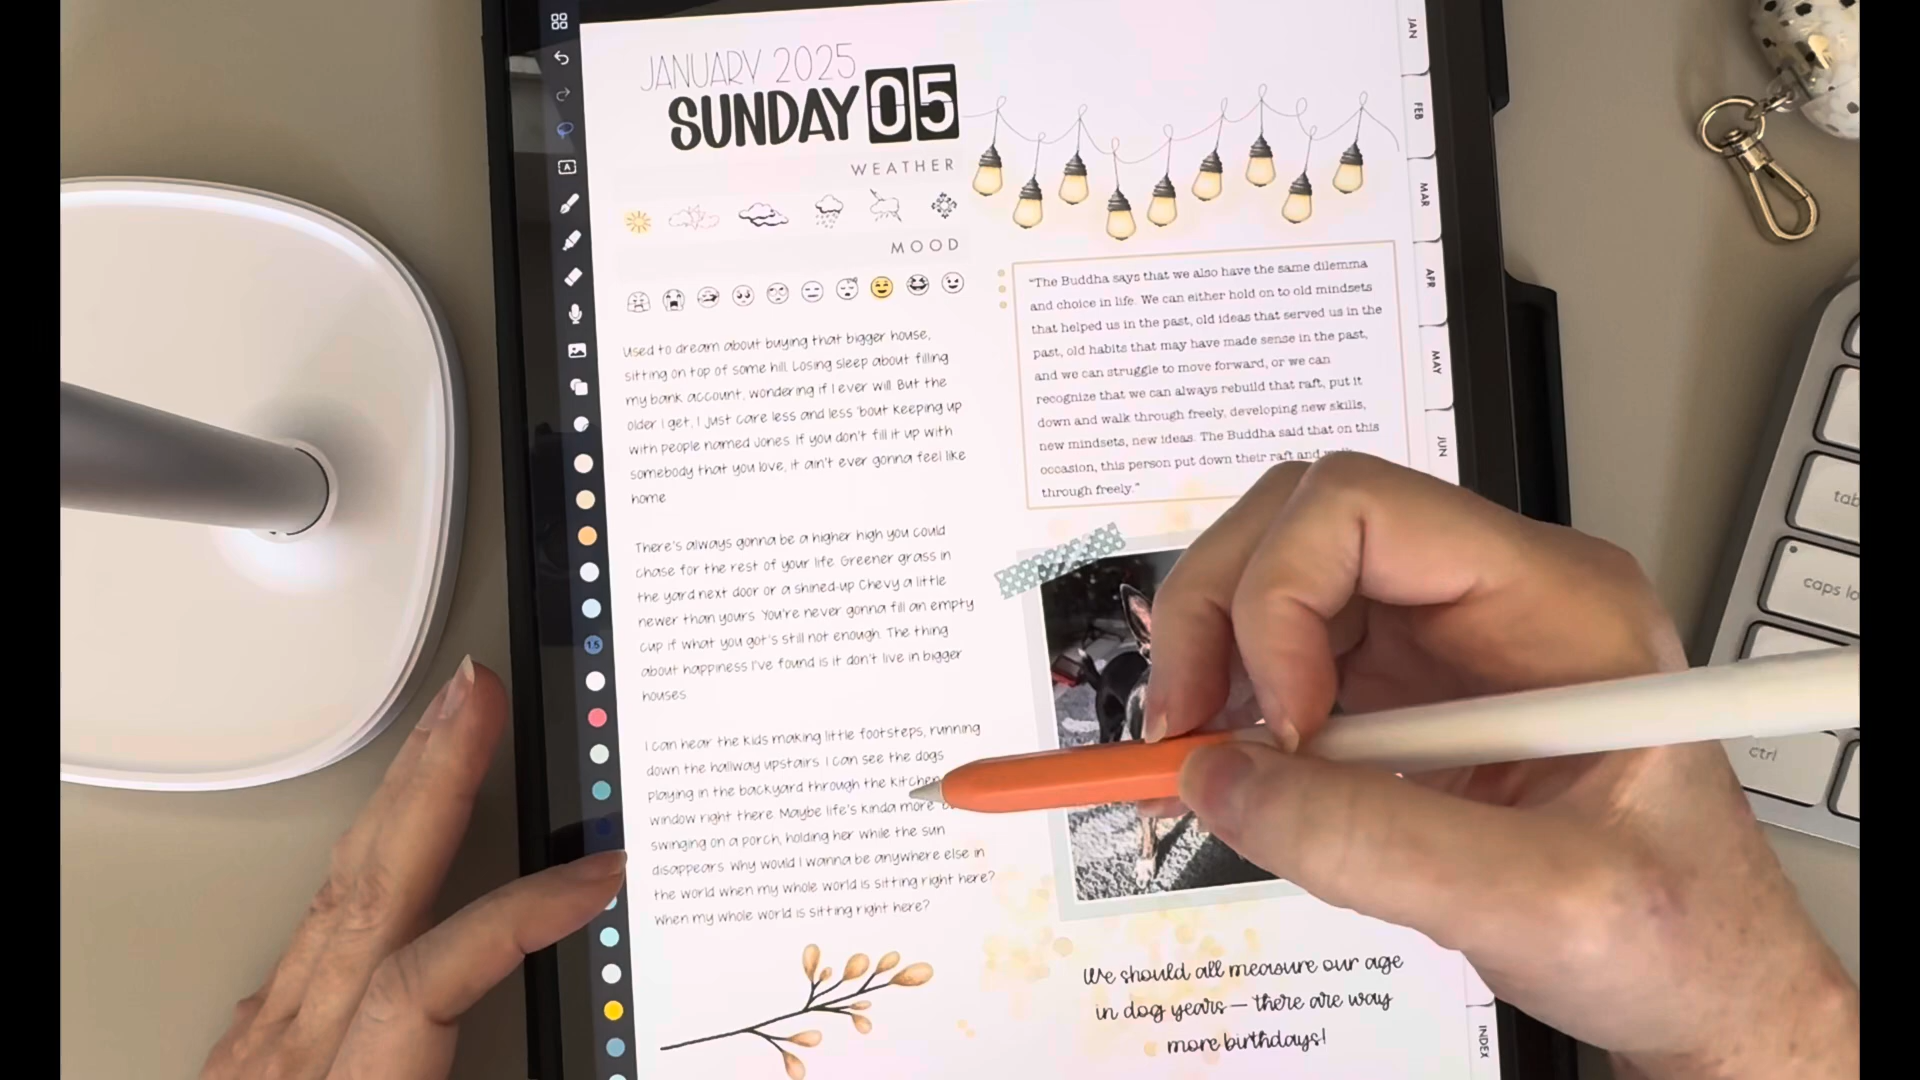 JANUARY 2025
SUNDAY 05
WEATHER
MOOD
Used to dream about buying that bigger house,
sitting on top of some hill. Losing sleep about filling
my bank account, wondering if I ever will. But the
older I get, I just care less and less 'bout keeping up
with people named Jones. If you don't fill it up with
somebody that you love, it ain't ever gonna feel like
home
There's always gonna be a higher high you could
chase for the rest of your life. Greener grass in
the yard next door or a shined-up Chevy a little
newer than yours. You're never gonna fill an empty
cup if what you got's still not enough. The thing
about happiness I've found is it don't live in bigger
houses
I can hear the kids making little footsteps, running
down the hallway upstairs. I can see the dogs
playing in the backyard through the kitchen
window right there. Maybe life's kinda more
swinging on a porch, holding her while the sun
disappears. Why would I wanna be anywhere else in
the world when my whole world is sitting right here?
When my whole world is sitting right here?
"The Buddha says that we also have the same dilemma
and choice in life. We can either hold on to old mindsets
that helped us in the past, old ideas that served us in the
past, old habits that may have made sense in the past,
and we can struggle to move forward, or we can
recognize that we can always rebuild that raft, put it
down and walk through freely, developing new skills,
new mindsets, new ideas. The Buddha said that on this
occasion, this person put down their raft and
through freely."
We should all measure our age
in dog years — there are way
more birthdays!
JAN
FEB
MAR
APR
MAY
JUN
INDEX
1.5
tab
caps lo
ctrl